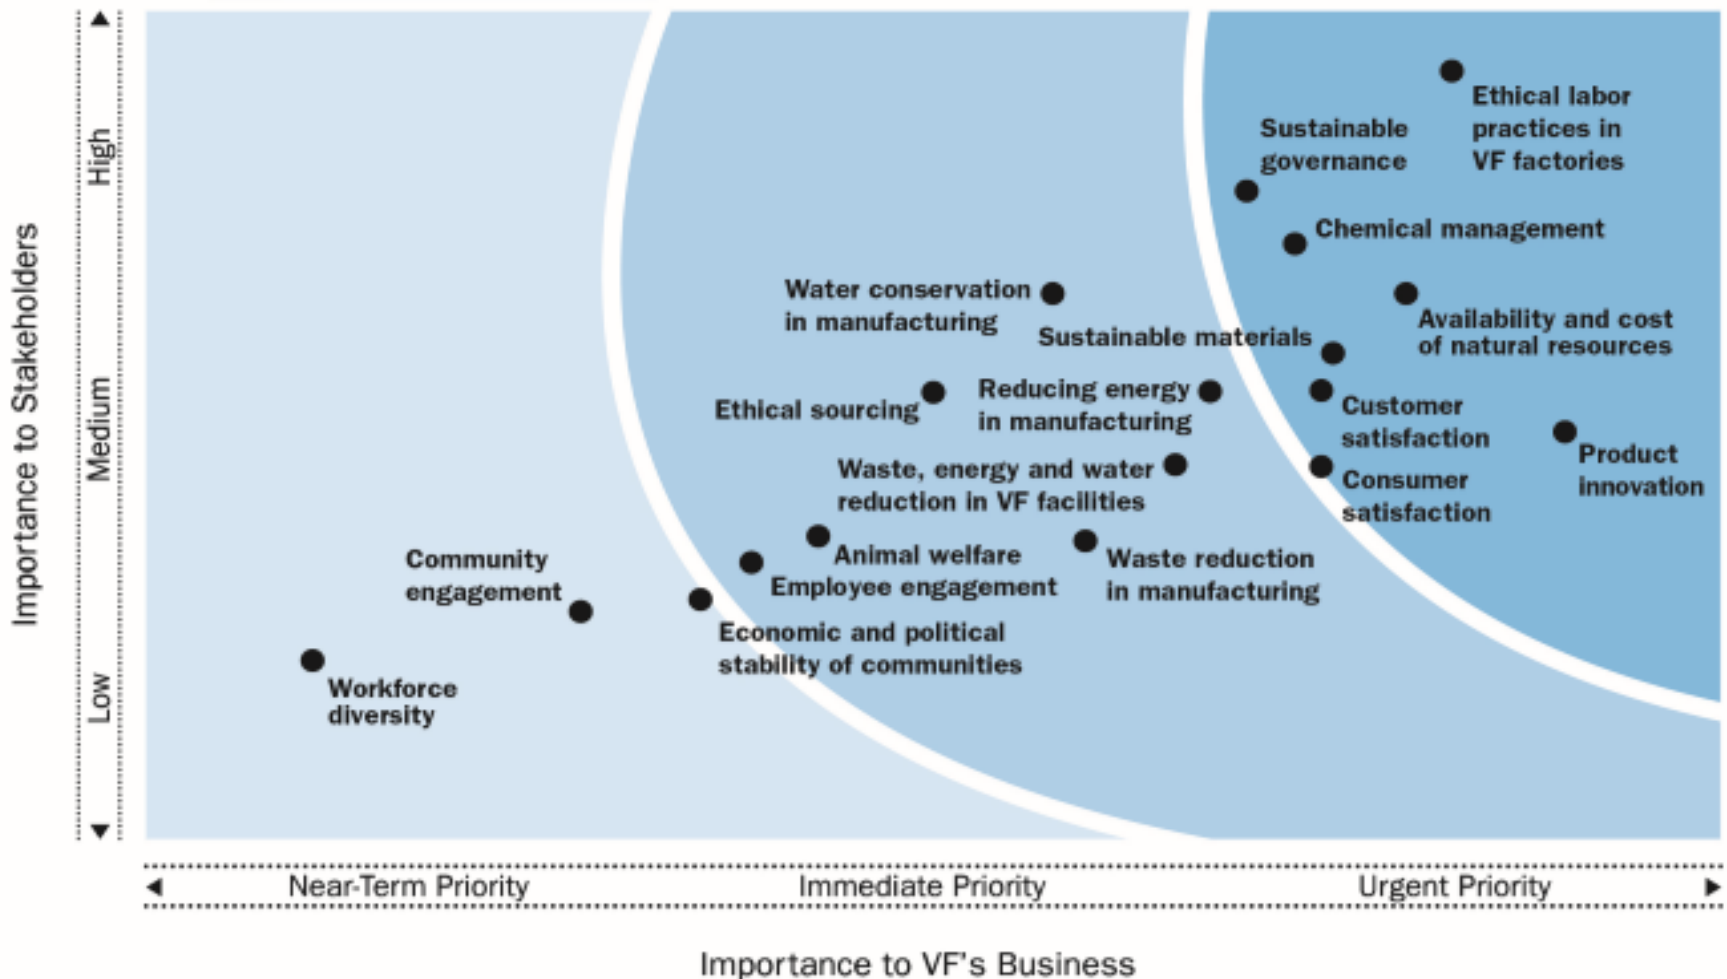 Importance to Stakeholders
High
Medium
Low
Ethical labor
practices in
VF factories
Sustainable
governance
Chemical management
Water conservation
in manufacturing
Availability and cost
of natural resources
Sustainable materials
Ethical sourcing
Reducing energy
in manufacturing
Customer
satisfaction
Product
innovation
Waste, energy and water
reduction in VF facilities
Consumer
satisfaction
Community
engagement
Animal welfare
Employee engagement
Waste reduction
in manufacturing
Economic and political
stability of communities
Workforce
diversity
Near-Term Priority
Immediate Priority
Urgent Priority
Importance to VF's Business